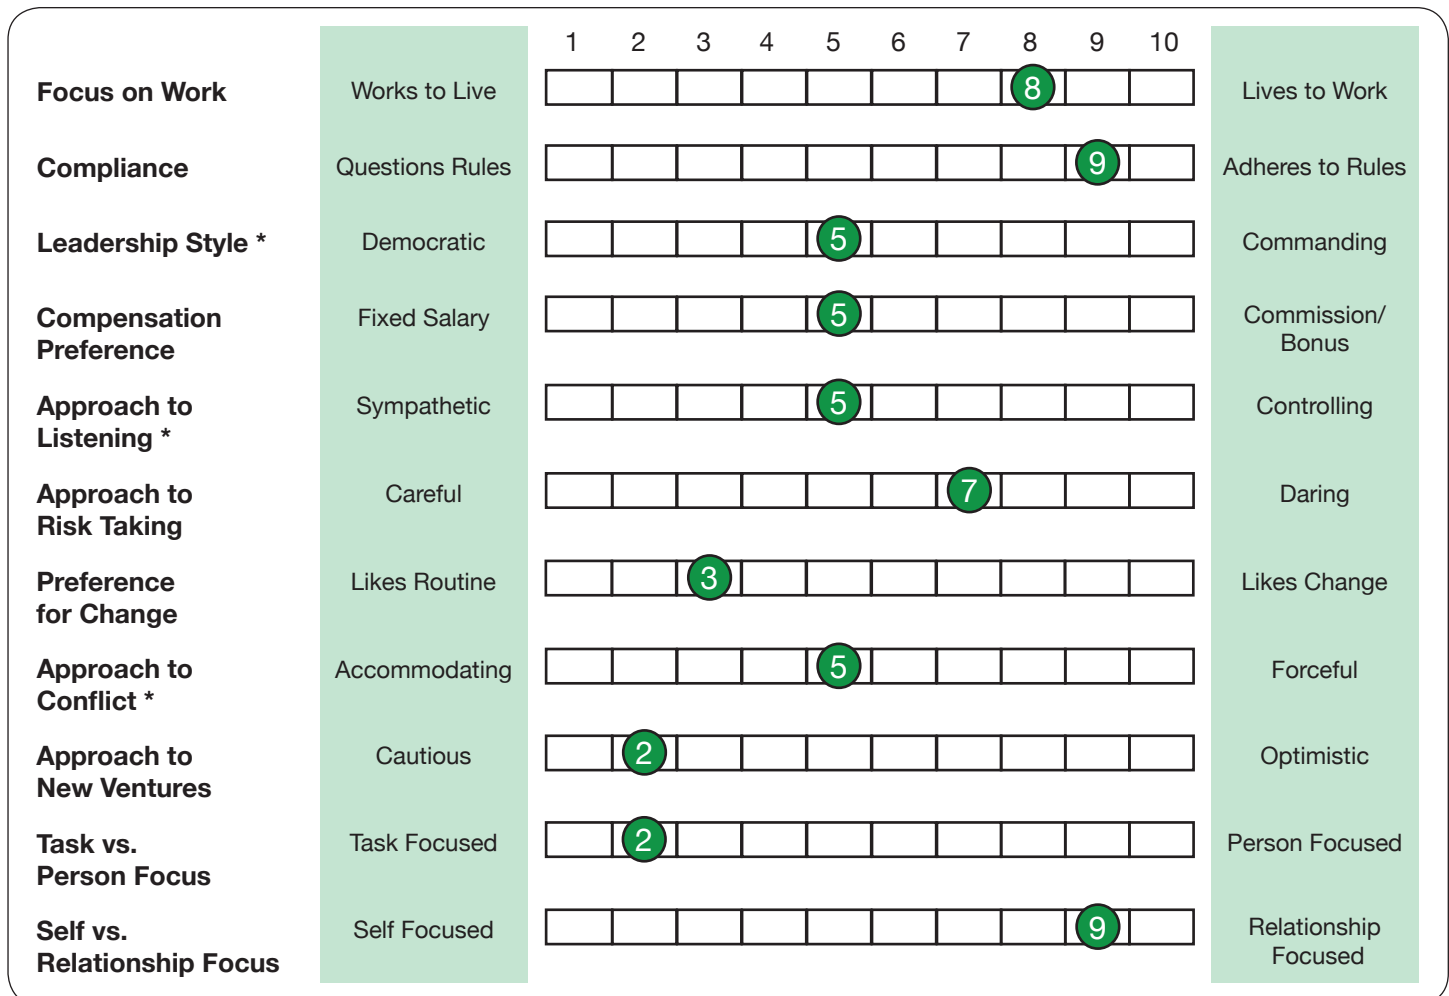 1 2 3 4 5 6 7 8 9 10
Focus on Work Works to Live 8 Lives to Work
Compliance Questions Rules 9 Adheres to Rules
Leadership Style * Democratic 5 Commanding
Compensation
Preference
Fixed Salary 5 Commission/
Bonus
Approach to
Listening *
Sympathetic 5 Controlling
Approach to
Risk Taking
Careful 7 Daring
Preference
for Change
Likes Routine 3 Likes Change
Approach to
Conflict *
Accommodating 5 Forceful
Approach to
New Ventures
Cautious 2 Optimistic
Task vs.
Person Focus
Task Focused 2 Person Focused
Self vs.
Relationship Focus
Self Focused 9 Relationship
Focused